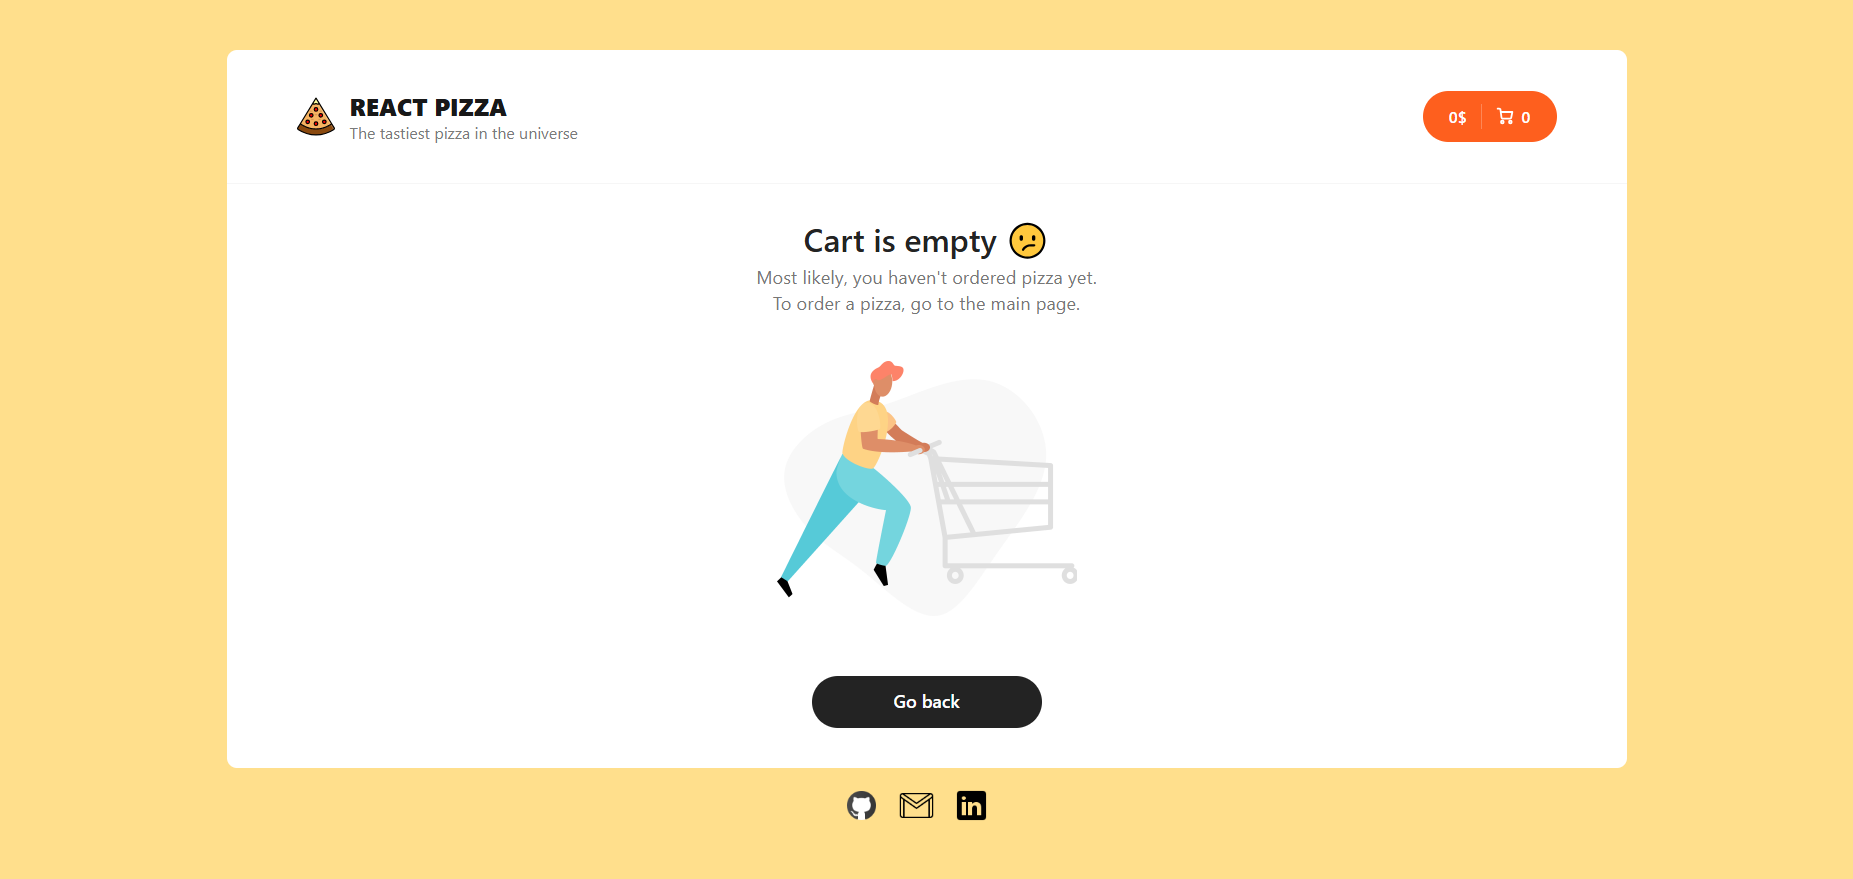 REACT PIZZA
The tastiest pizza in the universe
0$ 0
Cart is empty
Most likely, you haven't ordered pizza yet.
To order a pizza, go to the main page.
Go back
in